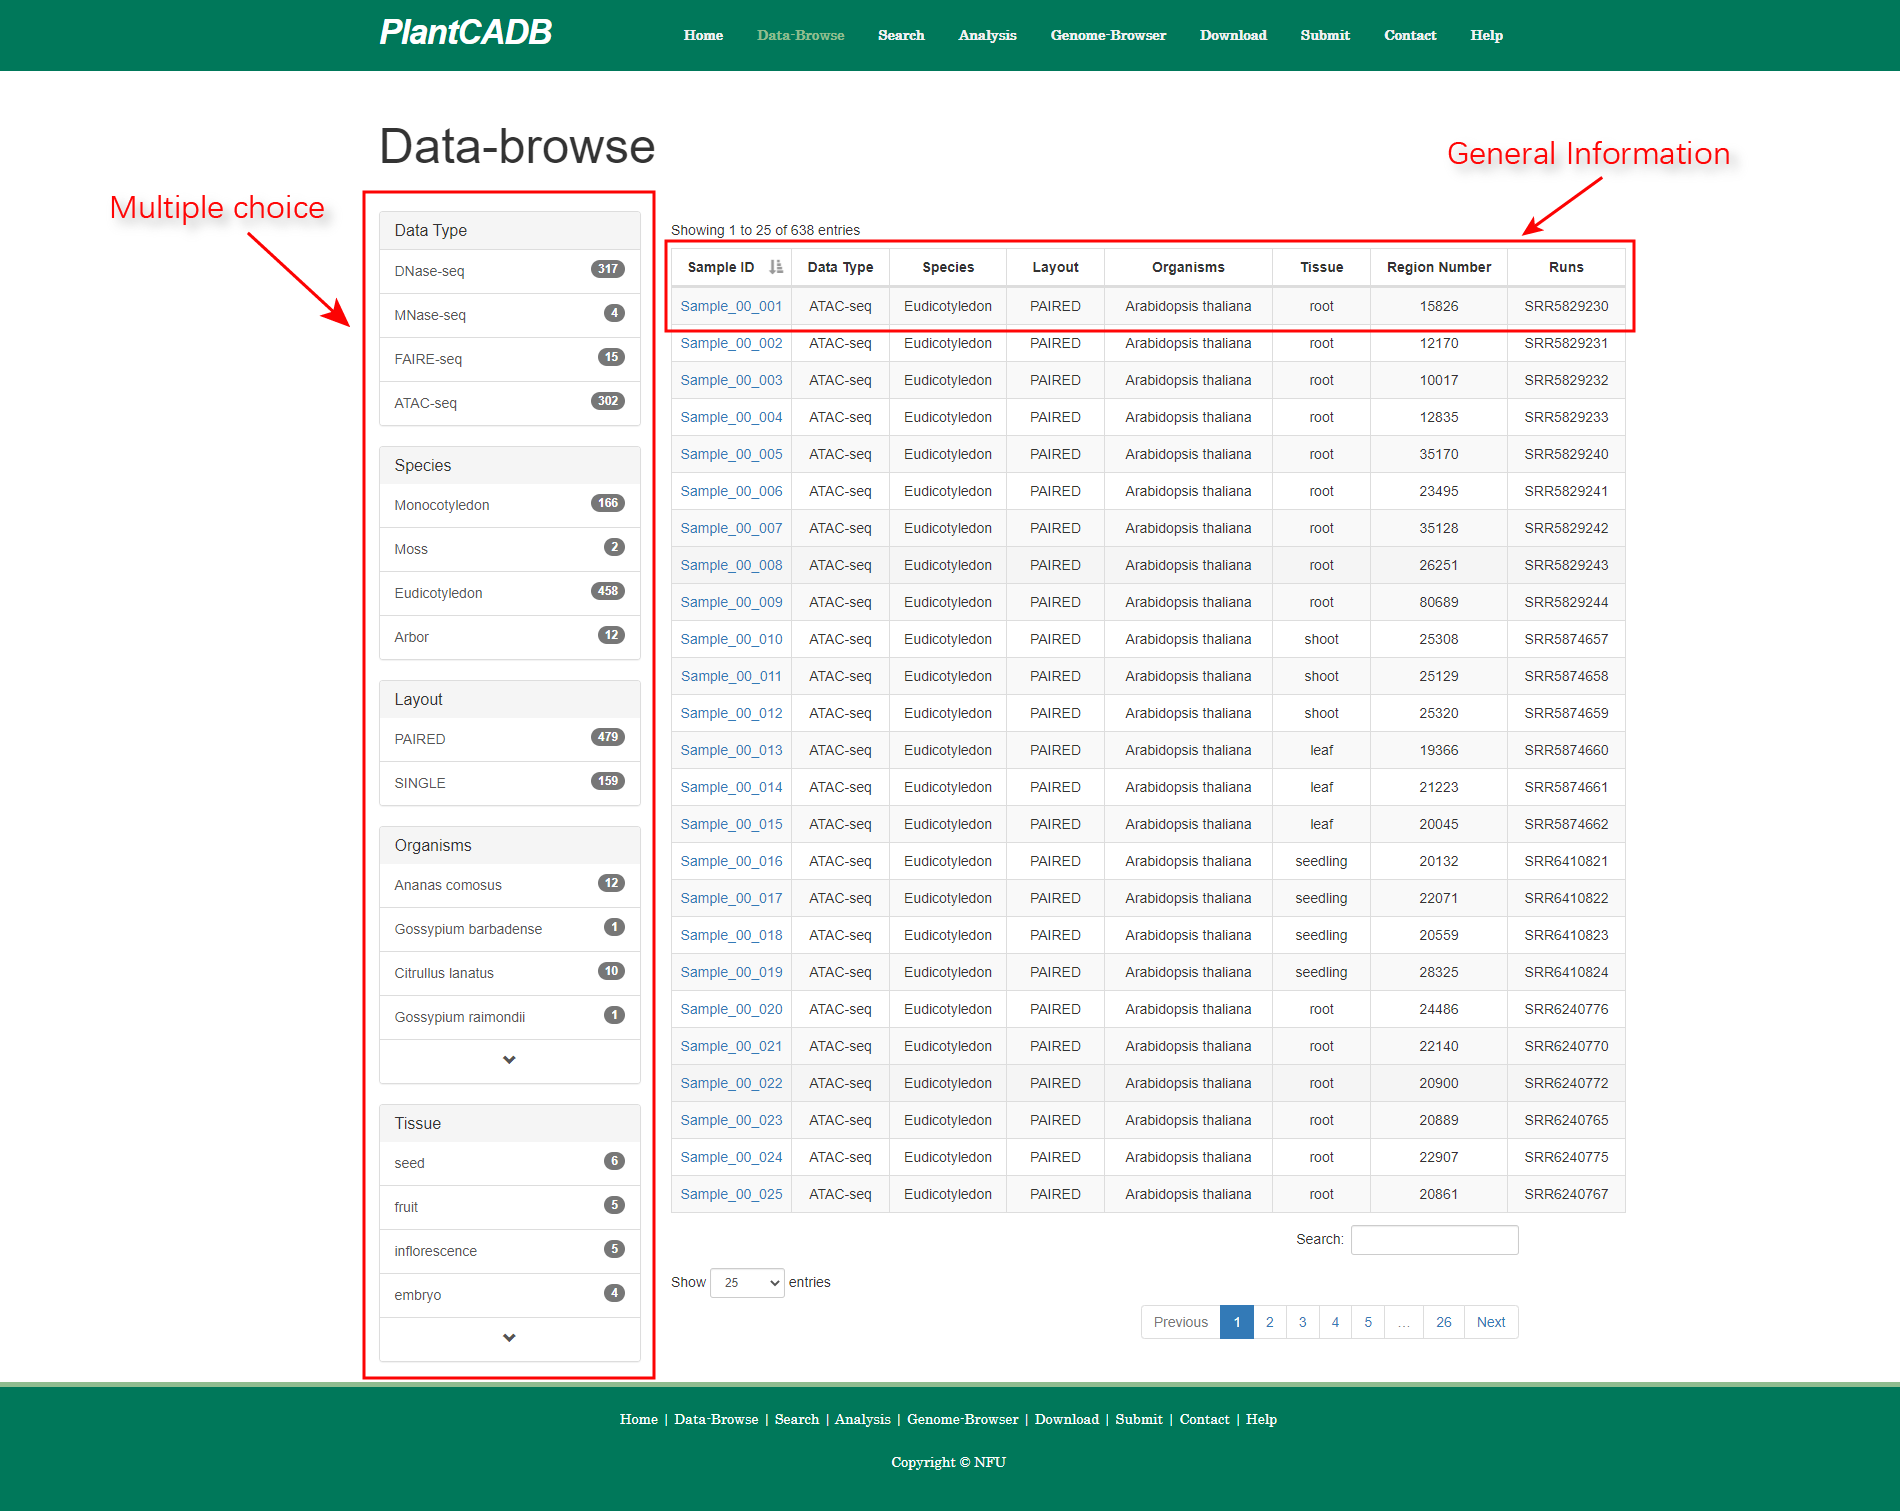 PlantCADB
Home Data-Browse Search Analysis Genome-Browser Download Submit Contact Help
Data-browse
General Information
Multiple choice
Data Type
DNase-seq 317
MNase-seq 4
FAIRE-seq 15
ATAC-seq 302
Species
Monocotyledon 166
Moss 2
Eudicotyledon 458
Arbor 12
Layout
PAIRED 479
SINGLE 159
Organisms
Ananas comosus 12
Gossypium barbadense 1
Citrullus lanatus 10
Gossypium raimondii 1
Tissue
seed 6
fruit 5
inflorescence 5
embryo 4
Showing 1 to 25 of 638 entries
Sample ID Data Type Species Layout Organisms Tissue Region Number Runs
Sample_00_001 ATAC-seq Eudicotyledon PAIRED Arabidopsis thaliana root 15826 SRR5829230
Sample_00_002 ATAC-seq Eudicotyledon PAIRED Arabidopsis thaliana root 12170 SRR5829231
Sample_00_003 ATAC-seq Eudicotyledon PAIRED Arabidopsis thaliana root 10017 SRR5829232
Sample_00_004 ATAC-seq Eudicotyledon PAIRED Arabidopsis thaliana root 12835 SRR5829233
Sample_00_005 ATAC-seq Eudicotyledon PAIRED Arabidopsis thaliana root 35170 SRR5829240
Sample_00_006 ATAC-seq Eudicotyledon PAIRED Arabidopsis thaliana root 23495 SRR5829241
Sample_00_007 ATAC-seq Eudicotyledon PAIRED Arabidopsis thaliana root 35128 SRR5829242
Sample_00_008 ATAC-seq Eudicotyledon PAIRED Arabidopsis thaliana root 26251 SRR5829243
Sample_00_009 ATAC-seq Eudicotyledon PAIRED Arabidopsis thaliana root 80689 SRR5829244
Sample_00_010 ATAC-seq Eudicotyledon PAIRED Arabidopsis thaliana shoot 25308 SRR5874657
Sample_00_011 ATAC-seq Eudicotyledon PAIRED Arabidopsis thaliana shoot 25129 SRR5874658
Sample_00_012 ATAC-seq Eudicotyledon PAIRED Arabidopsis thaliana shoot 25320 SRR5874659
Sample_00_013 ATAC-seq Eudicotyledon PAIRED Arabidopsis thaliana leaf 19366 SRR5874660
Sample_00_014 ATAC-seq Eudicotyledon PAIRED Arabidopsis thaliana leaf 21223 SRR5874661
Sample_00_015 ATAC-seq Eudicotyledon PAIRED Arabidopsis thaliana leaf 20045 SRR5874662
Sample_00_016 ATAC-seq Eudicotyledon PAIRED Arabidopsis thaliana seedling 20132 SRR6410821
Sample_00_017 ATAC-seq Eudicotyledon PAIRED Arabidopsis thaliana seedling 22071 SRR6410822
Sample_00_018 ATAC-seq Eudicotyledon PAIRED Arabidopsis thaliana seedling 20559 SRR6410823
Sample_00_019 ATAC-seq Eudicotyledon PAIRED Arabidopsis thaliana seedling 28325 SRR6410824
Sample_00_020 ATAC-seq Eudicotyledon PAIRED Arabidopsis thaliana root 24486 SRR6240776
Sample_00_021 ATAC-seq Eudicotyledon PAIRED Arabidopsis thaliana root 22140 SRR6240770
Sample_00_022 ATAC-seq Eudicotyledon PAIRED Arabidopsis thaliana root 20900 SRR6240772
Sample_00_023 ATAC-seq Eudicotyledon PAIRED Arabidopsis thaliana root 20889 SRR6240765
Sample_00_024 ATAC-seq Eudicotyledon PAIRED Arabidopsis thaliana root 22907 SRR6240775
Sample_00_025 ATAC-seq Eudicotyledon PAIRED Arabidopsis thaliana root 20861 SRR6240767
Search:
Show 25 entries
Previous 1 2 3 4 5 … 26 Next
Home | Data-Browse | Search | Analysis | Genome-Browser | Download | Submit | Contact | Help
Copyright © NFU